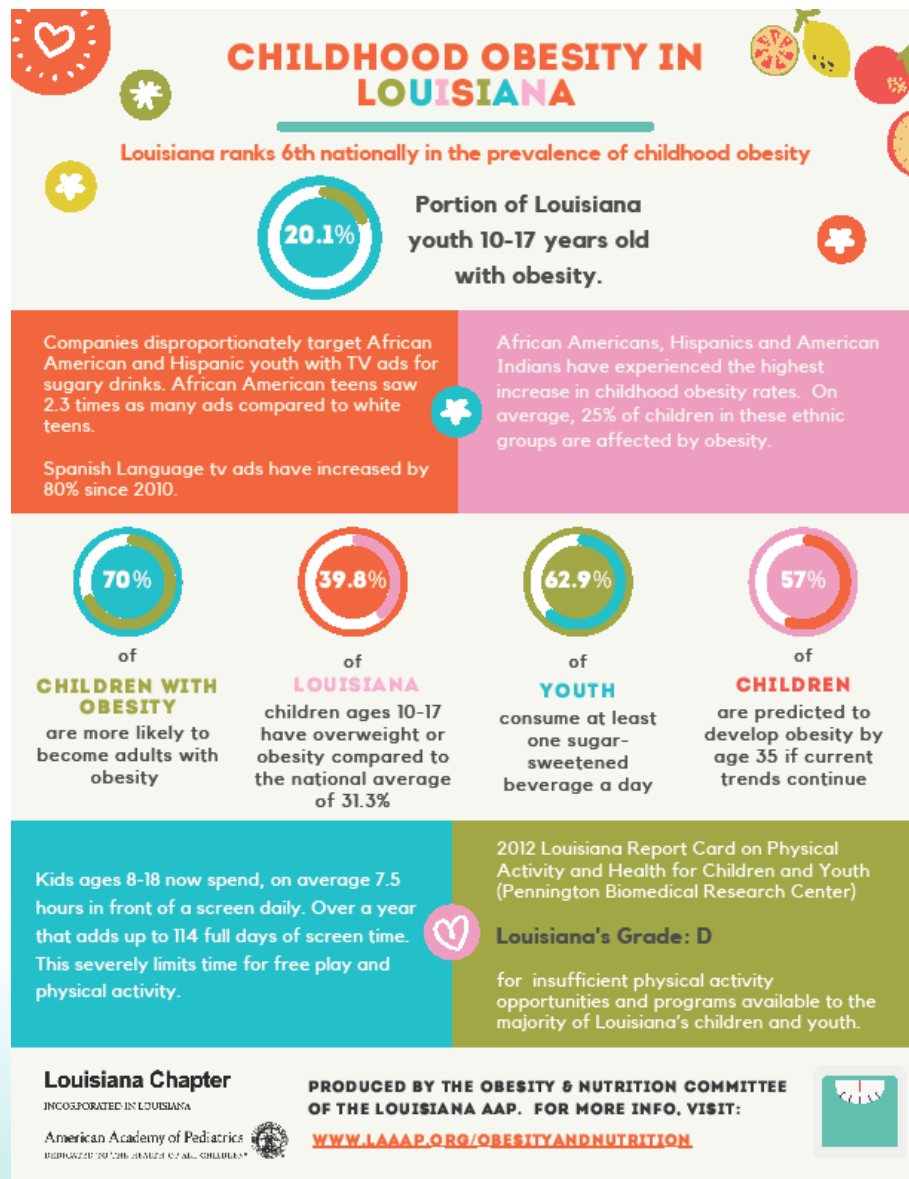 CHILDHOOD OBESITY IN
LOUISIANA
Louisiana ranks 6th nationally in the prevalence of childhood obesity
20.1%
Portion of Louisiana
youth 10-17 years old
with obesity.
Companies disproportionately target African
American and Hispanic youth with TV ads for
sugary drinks. African American teens saw
2.3 times as many ads compared to white
teens.
Spanish Language tv ads have increased by
80% since 2010.
African Americans, Hispanics and American
Indians have experienced the highest
increase in childhood obesity rates. On
average, 25% of children in these ethnic
groups are affected by obesity.
70%
of
CHILDREN WITH
OBESITY
are more likely to
become adults with
obesity
39.8%
of
LOUISIANA
children ages 10-17
have overweight or
obesity compared to
the national average
of 31.3%
62.9%
of
YOUTH
consume at least
one sugar-
sweetened
beverage a day
57%
of
CHILDREN
are predicted to
develop obesity by
age 35 if current
trends continue
Kids ages 8-18 now spend, on average 7.5
hours in front of a screen daily. Over a year
that adds up to 114 full days of screen time.
This severely limits time for free play and
physical activity.
2012 Louisiana Report Card on Physical
Activity and Health for Children and Youth
(Pennington Biomedical Research Center)
Louisiana's Grade: D
for insufficient physical activity
opportunities and programs available to the
majority of Louisiana's children and youth.
Louisiana Chapter
INCORPORATED IN LOUISIANA
American Academy of Pediatrics
DEDICATED TO THE HEALTH OF ALL CHILDREN®
PRODUCED BY THE OBESITY & NUTRITION COMMITTEE
OF THE LOUISIANA AAP. FOR MORE INFO, VISIT:
WWW.LAAAP.ORG/OBESITYANDNUTRITION